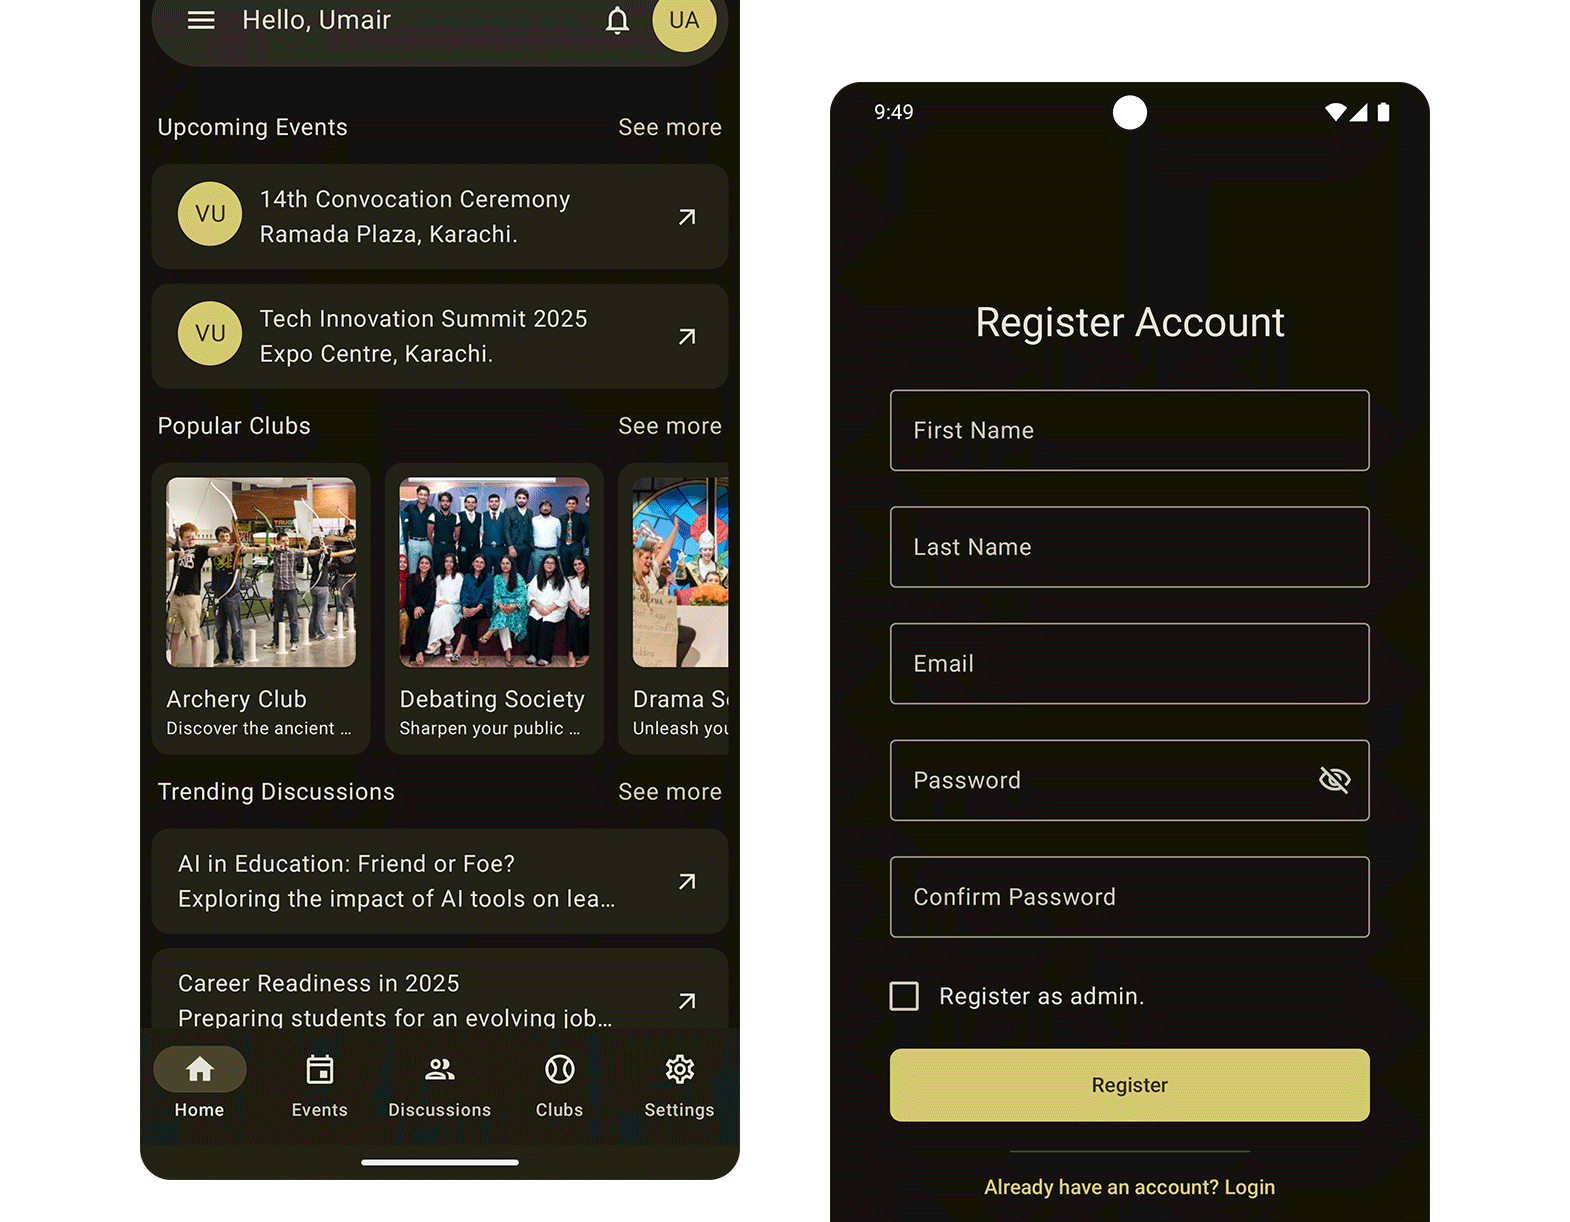 Hello, Umair
UA
Upcoming Events
See more
VU
14th Convocation Ceremony
Ramada Plaza, Karachi.
VU
Tech Innovation Summit 2025
Expo Centre, Karachi.
Popular Clubs
See more
Archery Club
Discover the ancient ...
Debating Society
Sharpen your public ...
Drama S
Unleash you
Trending Discussions
See more
AI in Education: Friend or Foe?
Exploring the impact of AI tools on lea...
Career Readiness in 2025
Preparing students for an evolving job...
Home
Events
Discussions
Clubs
Settings
9:49
Register Account
First Name
Last Name
Email
Password
Confirm Password
Register as admin.
Register
Already have an account? Login